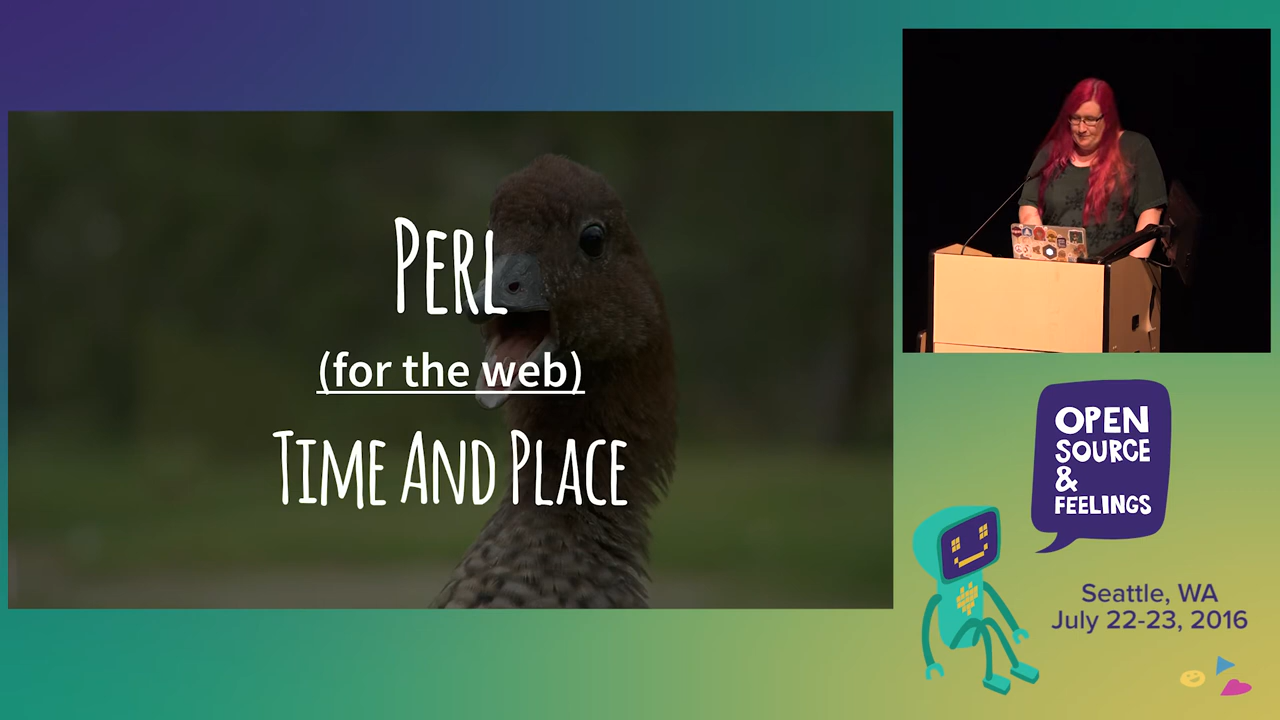 PERL
(for the web)
TIME AND PLACE
OPEN
SOURCE
&
FEELINGS
Seattle, WA
July 22-23, 2016